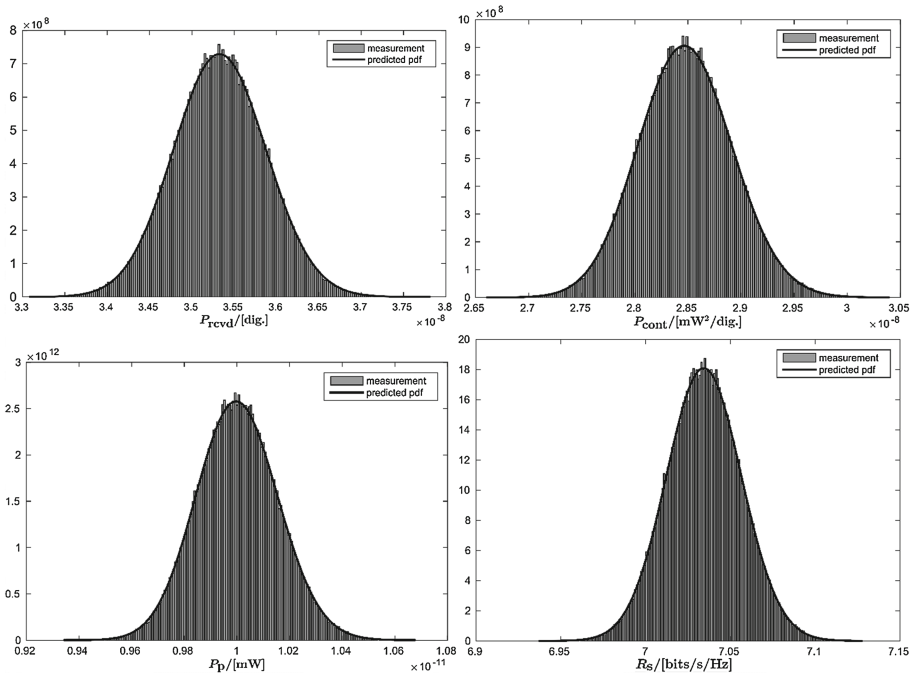 ×10⁸
8
7
6
5
4
3
2
1
0
measurement
predicted pdf
3.3 3.35 3.4 3.45 3.5 3.55 3.6 3.65 3.7 3.75 3.8
P_rcvd/[dig.]
×10⁻⁸
×10⁸
10
9
8
7
6
5
4
3
2
1
0
measurement
predicted pdf
2.65 2.7 2.75 2.8 2.85 2.9 2.95 3 3.05
P_cont/[mW²/dig.]
×10⁻⁸
×10¹²
3
2.5
2
1.5
1
0.5
0
measurement
predicted pdf
0.92 0.94 0.96 0.98 1 1.02 1.04 1.06 1.08
P_p/[mW]
×10⁻¹¹
20
18
16
14
12
10
8
6
4
2
0
measurement
predicted pdf
6.9 6.95 7 7.05 7.1 7.15
R_S/[bits/s/Hz]